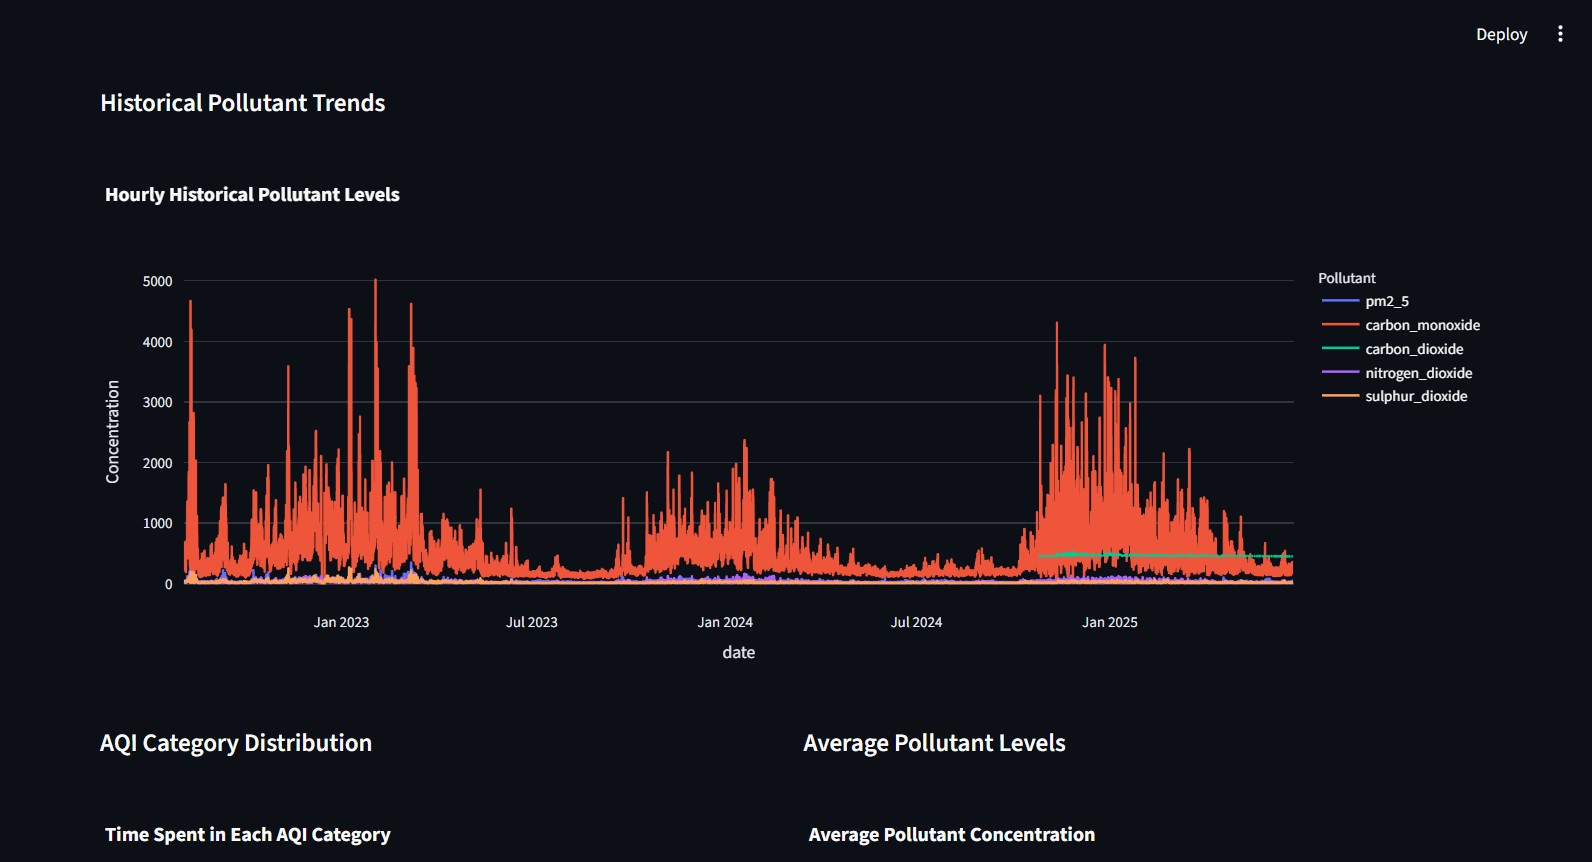 Deploy
Historical Pollutant Trends
Hourly Historical Pollutant Levels
5000
4000
3000
2000
1000
0
Concentration
Jan 2023
Jul 2023
Jan 2024
Jul 2024
Jan 2025
date
Pollutant
pm2_5
carbon_monoxide
carbon_dioxide
nitrogen_dioxide
sulphur_dioxide
AQI Category Distribution
Average Pollutant Levels
Time Spent in Each AQI Category
Average Pollutant Concentration